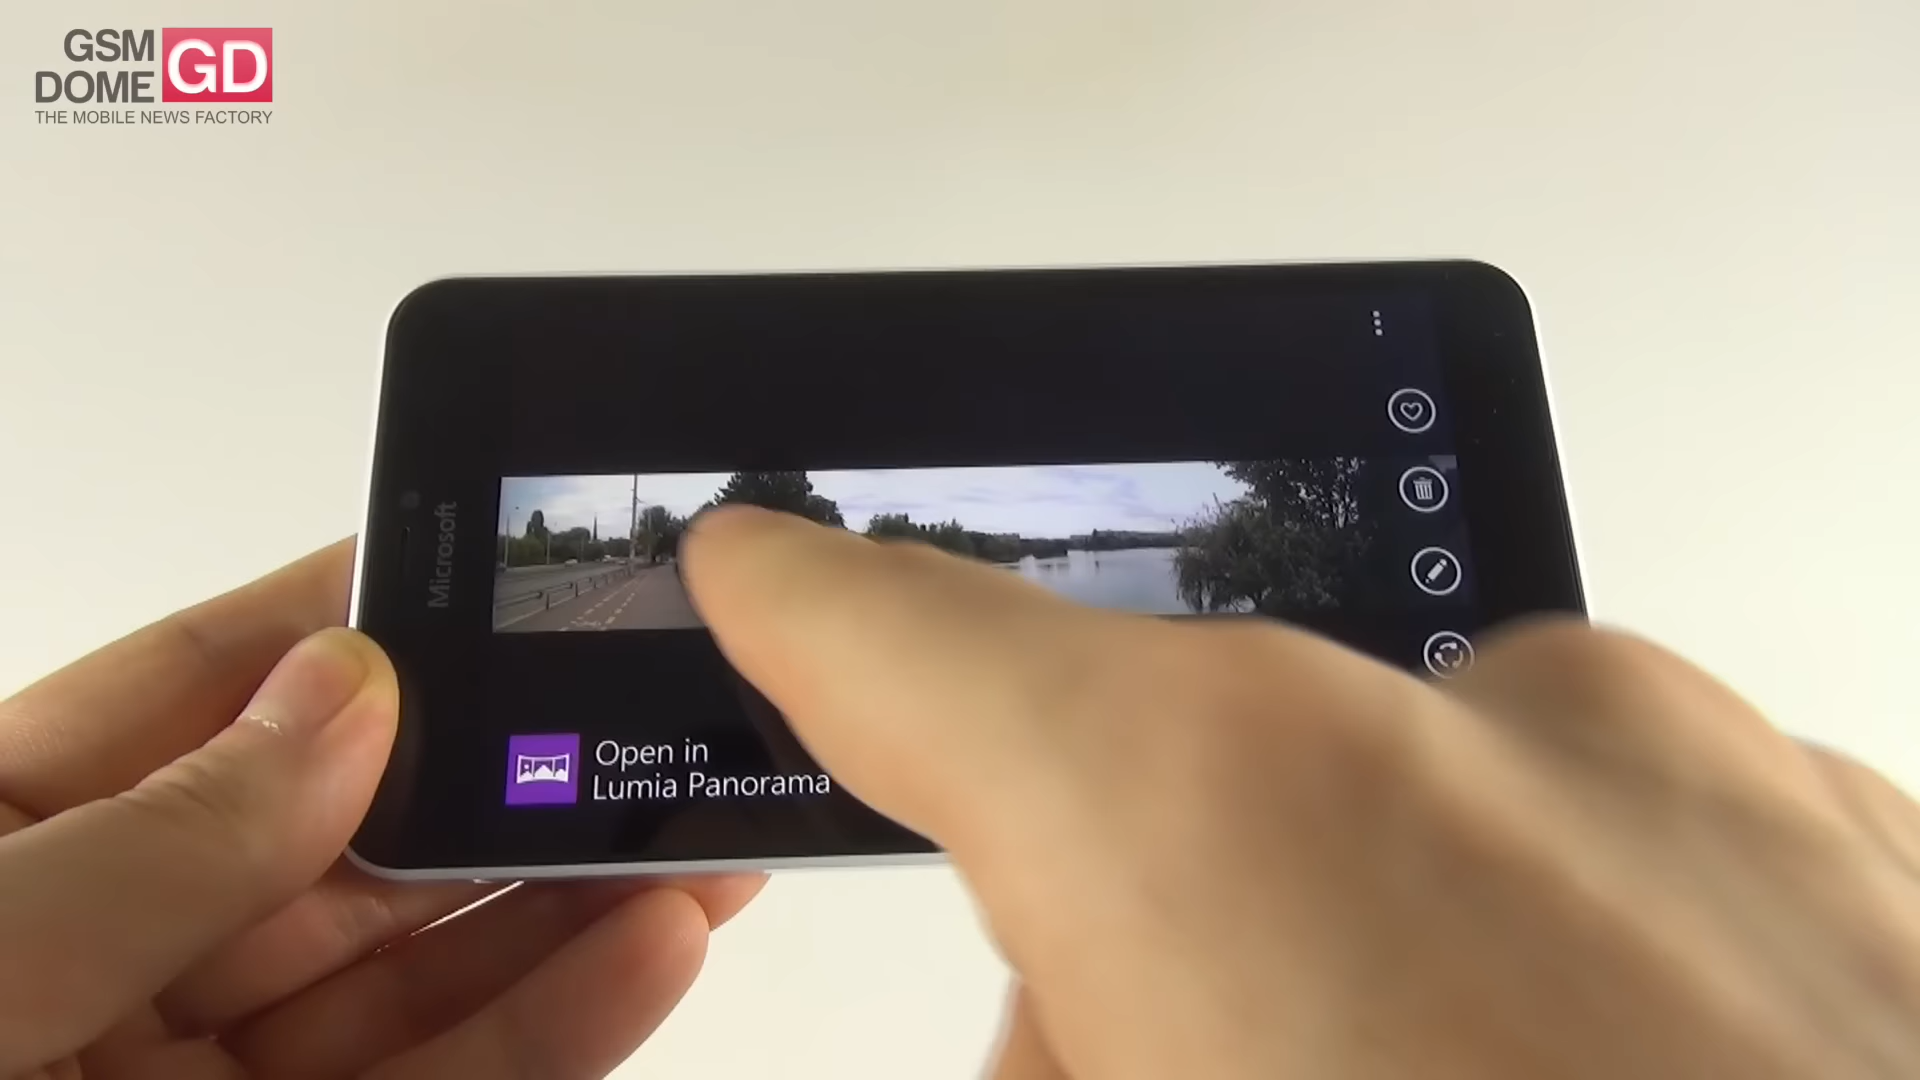 GSM
DOME
GD
THE MOBILE NEWS FACTORY
Microsoft
Open in
Lumia Panorama